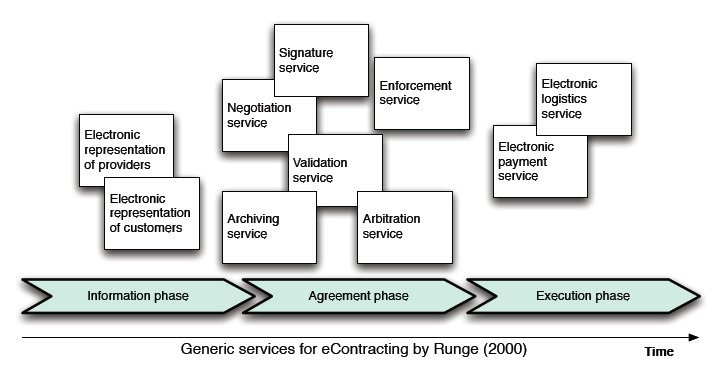 Signature
service
Enforcement
service
Electronic
logistics
service
Negotiation
service
Electronic
representation
of providers
Validation
service
Electronic
payment
service
Electronic
representation
of customers
Archiving
service
Arbitration
service
Information phase
Agreement phase
Execution phase
Generic services for eContracting by Runge (2000)
Time